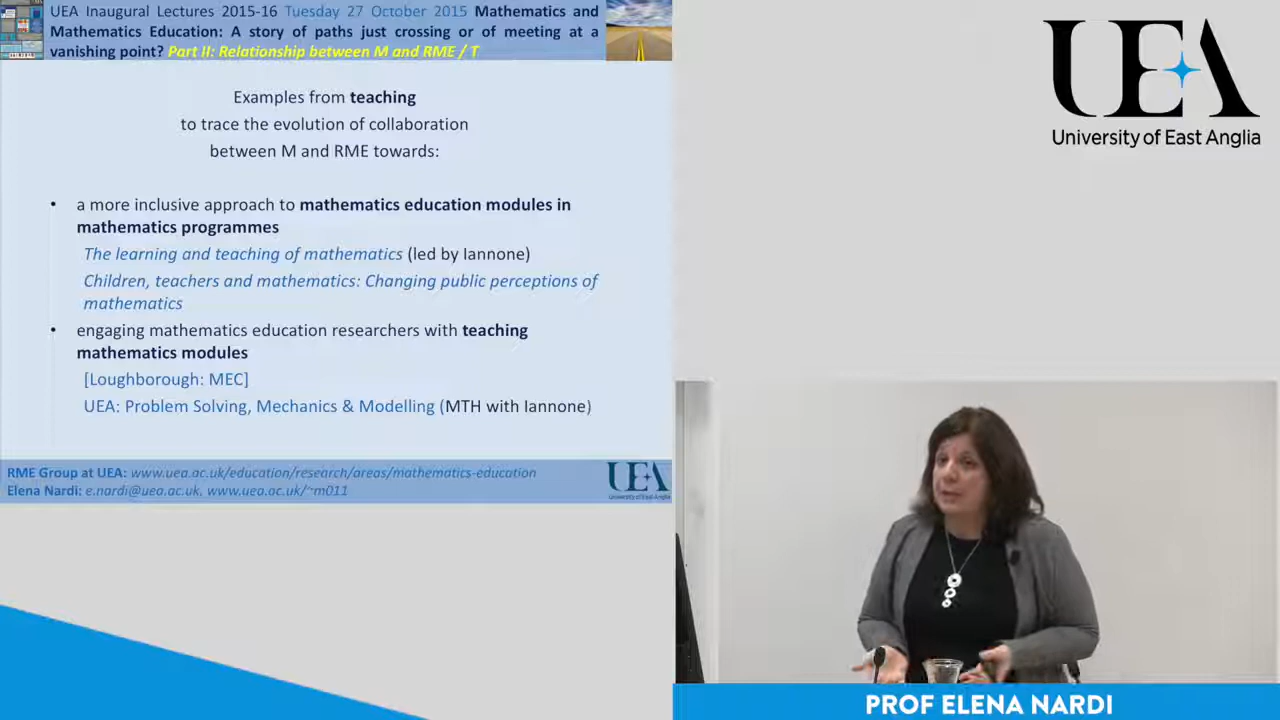 UEA Inaugural Lectures 2015-16 Tuesday 27 October 2015 Mathematics and
Mathematics Education: A story of paths just crossing or of meeting at a
vanishing point? Part II: Relationship between M and RME / T
Examples from teaching
to trace the evolution of collaboration
between M and RME towards:
• a more inclusive approach to mathematics education modules in
mathematics programmes
The learning and teaching of mathematics (led by Iannone)
Children, teachers and mathematics: Changing public perceptions of
mathematics
• engaging mathematics education researchers with teaching
mathematics modules
[Loughborough: MEC]
UEA: Problem Solving, Mechanics & Modelling (MTH with Iannone)
RME Group at UEA: www.uea.ac.uk/education/research/areas/mathematics-education
Elena Nardi: e.nardi@uea.ac.uk, www.uea.ac.uk/~m011
UEA
University of East Anglia
UEA
University of East Anglia
PROF ELENA NARDI